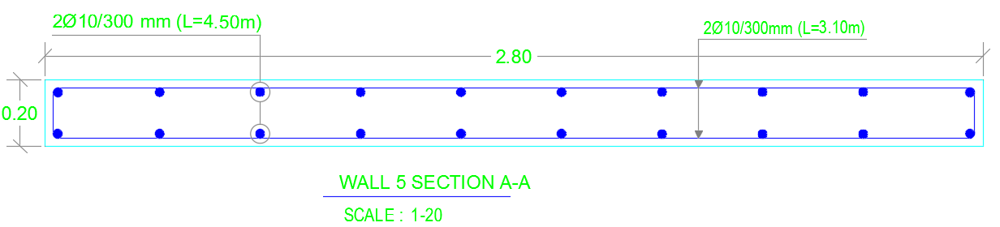 2Ø10/300 mm (L=4.50m)
2Ø10/300mm (L=3.10m)
2.80
0.20
WALL 5 SECTION A-A
SCALE : 1-20